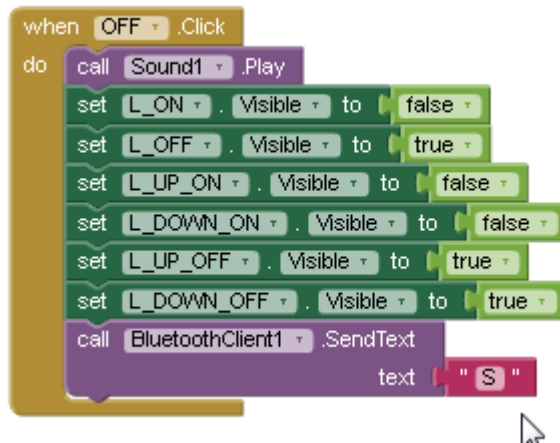 when OFF .Click
do call Sound1 .Play
set L_ON . Visible to false
set L_OFF . Visible to true
set L_UP_ON . Visible to false
set L_DOWN_ON . Visible to false
set L_UP_OFF . Visible to true
set L_DOWN_OFF . Visible to true
call BluetoothClient1 .SendText
text " S "